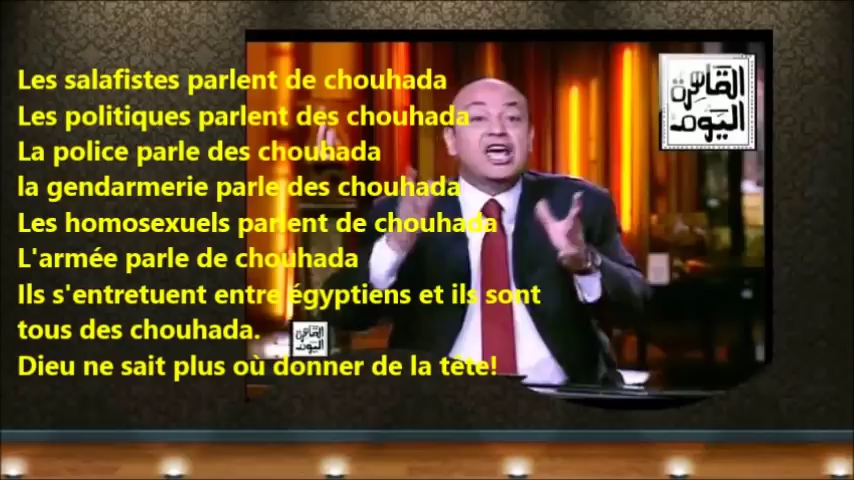 Les salafistes parlent de chouhada
Les politiques parlent des chouhada
La police parle des chouhada
la gendarmerie parle des chouhada
Les homosexuels parlent de chouhada
L'armée parle de chouhada
Ils s'entretuent entre égyptiens et ils sont
tous des chouhada.
Dieu ne sait plus où donner de la tête!
القاهرة
اليوم
القاهرة
اليوم